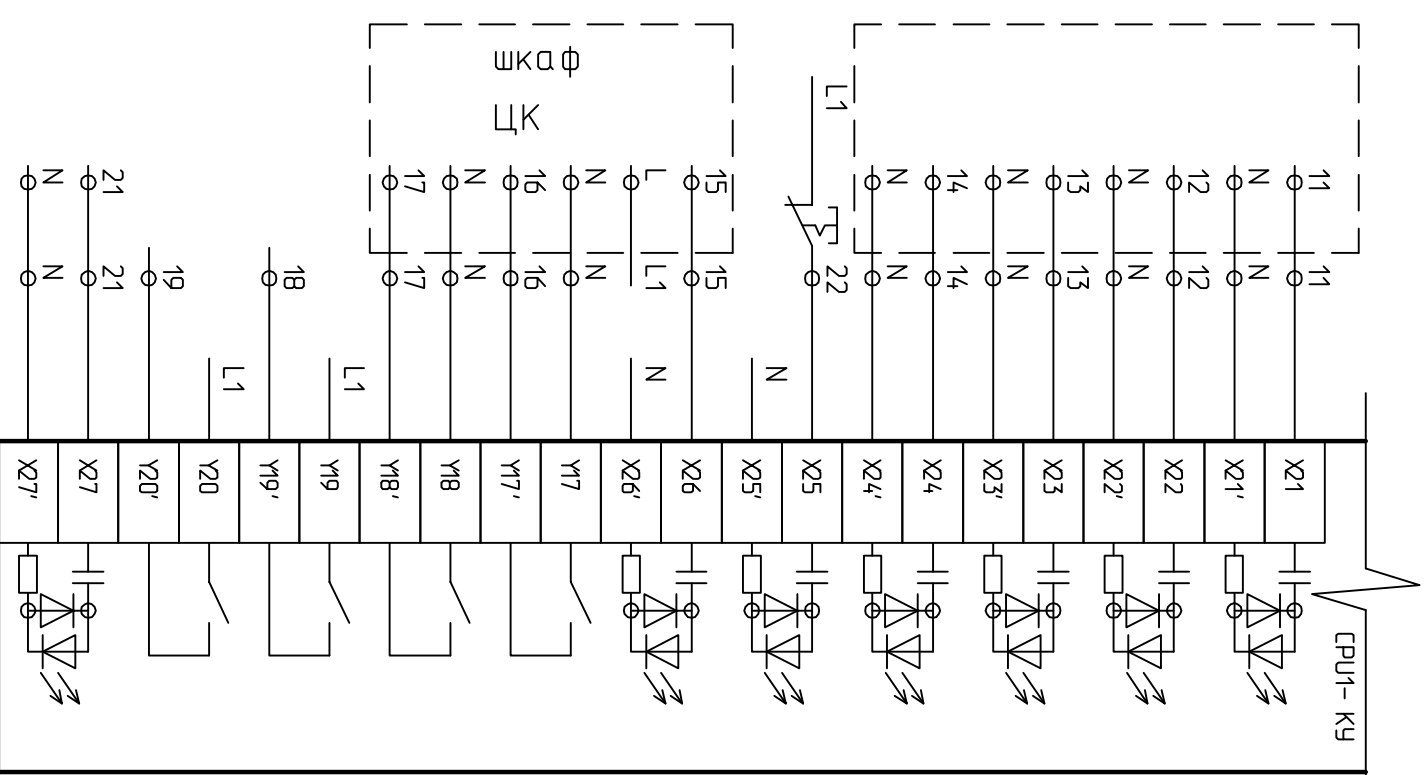 шкаф
ЦК
L1
N 21 17 N 16 N L 15 N 14 N 13 N 12 N 11
N 21 19 18 17 N 16 N L1 15 22 N 14 N 13 N 12 N 11
L1 L1 N N
X27' X27 Y20' Y20 Y19' Y19 Y18' Y18 Y17' Y17 X26' X26 X25' X25 X24' X24 X23' X23 X22' X22 X21' X21
CPU1- КУ